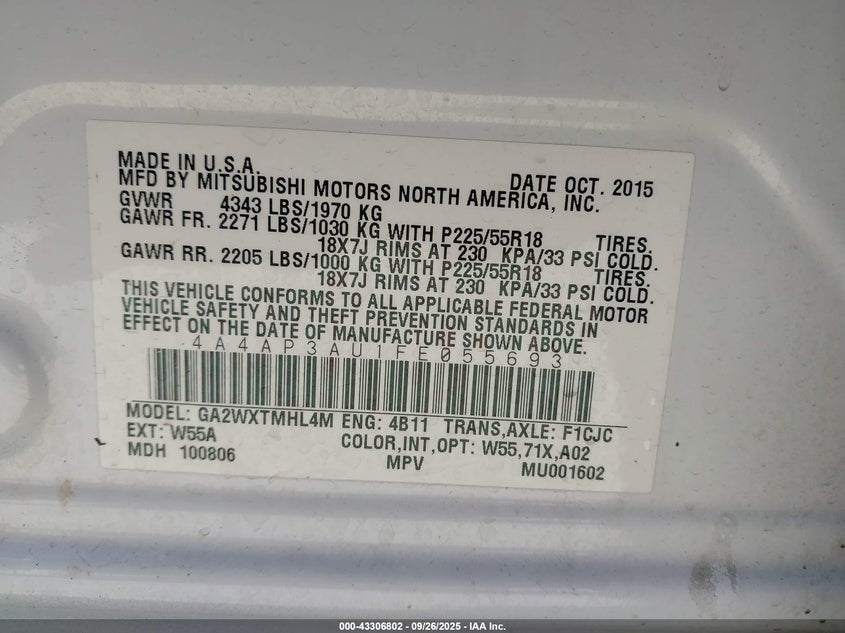 MADE IN U.S.A. DATE OCT. 2015
MFD BY MITSUBISHI MOTORS NORTH AMERICA, INC.
GVWR 4343 LBS/1970 KG
GAWR FR. 2271 LBS/1030 KG WITH P225/55R18 TIRES.
18X7J RIMS AT 230 KPA/33 PSI COLD.
GAWR RR. 2205 LBS/1000 KG WITH P225/55R18 TIRES.
18X7J RIMS AT 230 KPA/33 PSI COLD.
THIS VEHICLE CONFORMS TO ALL APPLICABLE FEDERAL MOTOR
VEHICLE SAFETY AND THEFT PREVENTION STANDARDS IN
EFFECT ON THE DATE OF MANUFACTURE SHOWN ABOVE.
4A4AP3AU1FE055693
MODEL: GA2WXTMHL4M ENG: 4B11 TRANS,AXLE: F1CJC
EXT: W55A COLOR,INT,OPT: W55,71X,A02
MDH 100806 MPV MU001602
000-43306802 - 09/26/2025 - IAA Inc.